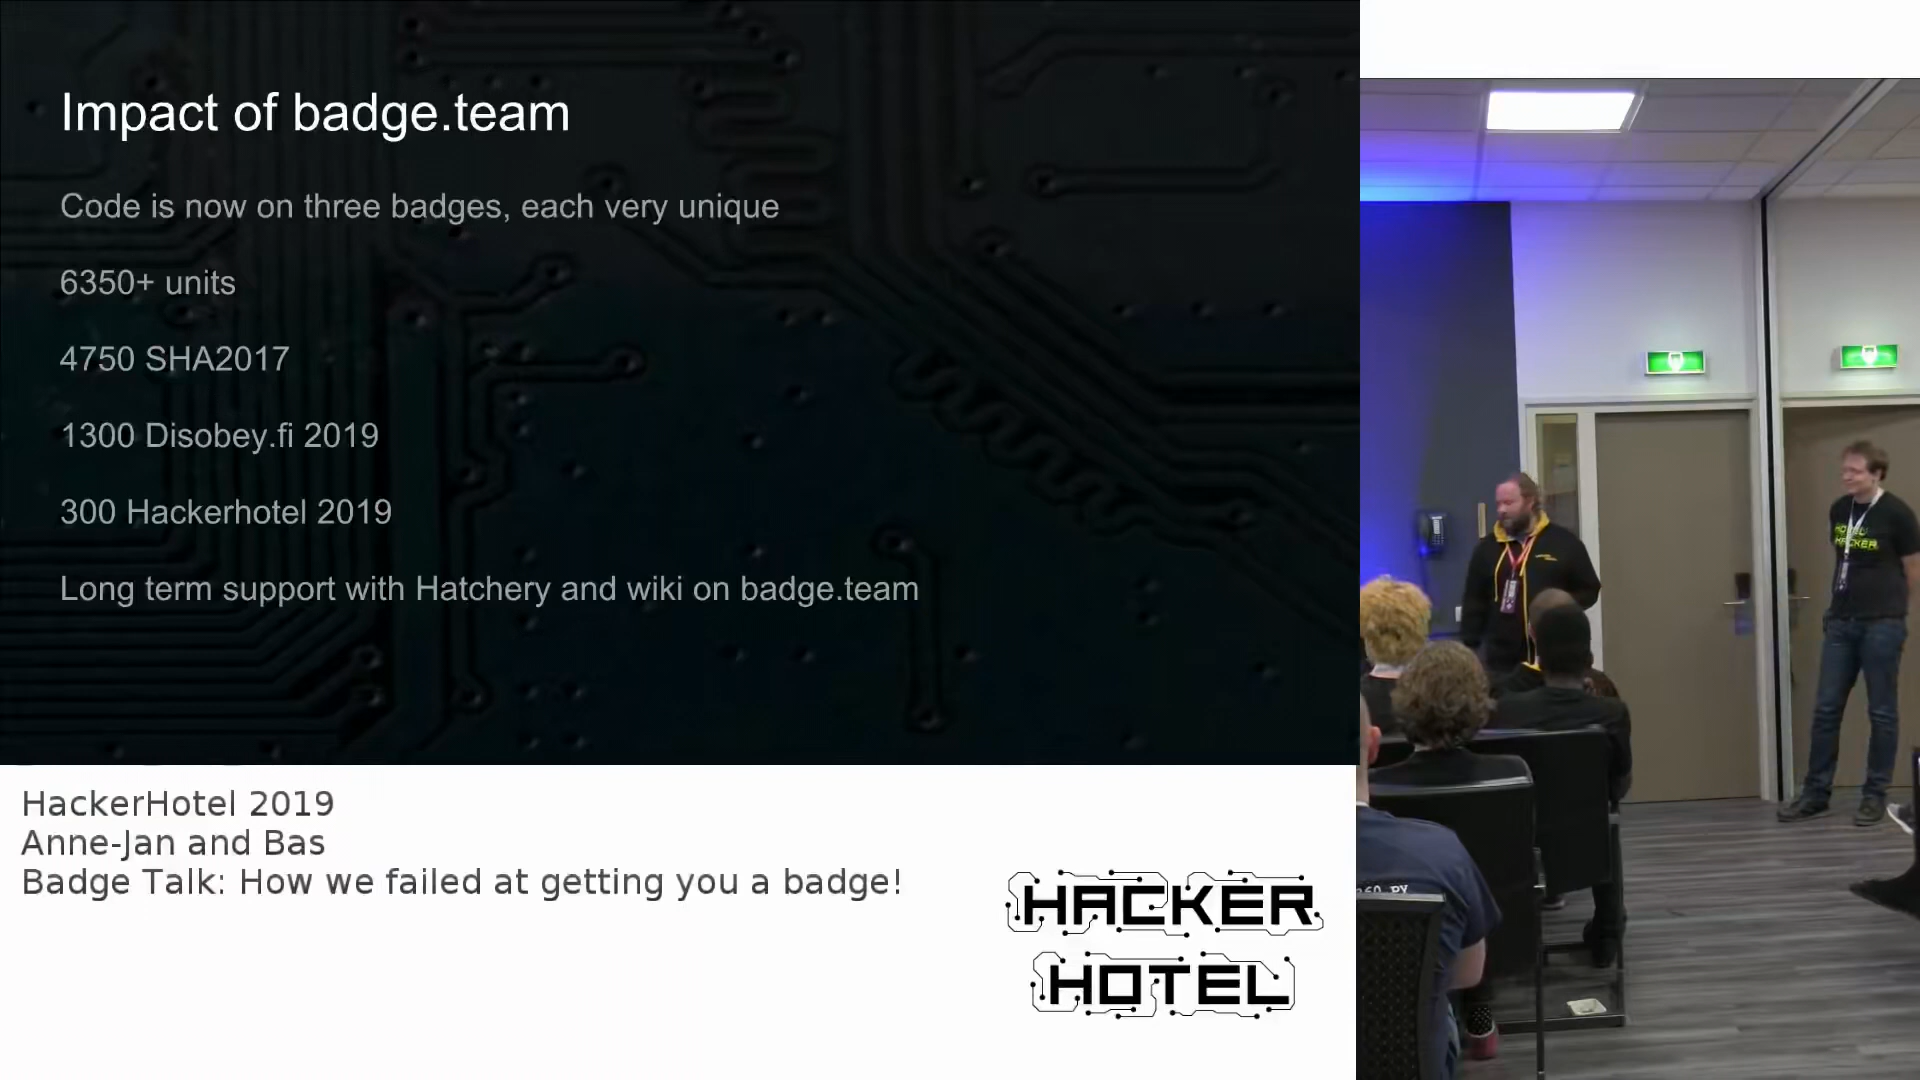 Impact of badge.team
Code is now on three badges, each very unique
6350+ units
4750 SHA2017
1300 Disobey.fi 2019
300 Hackerhotel 2019
Long term support with Hatchery and wiki on badge.team
HackerHotel 2019
Anne-Jan and Bas
Badge Talk: How we failed at getting you a badge!
HACKER
HOTEL
HACKER